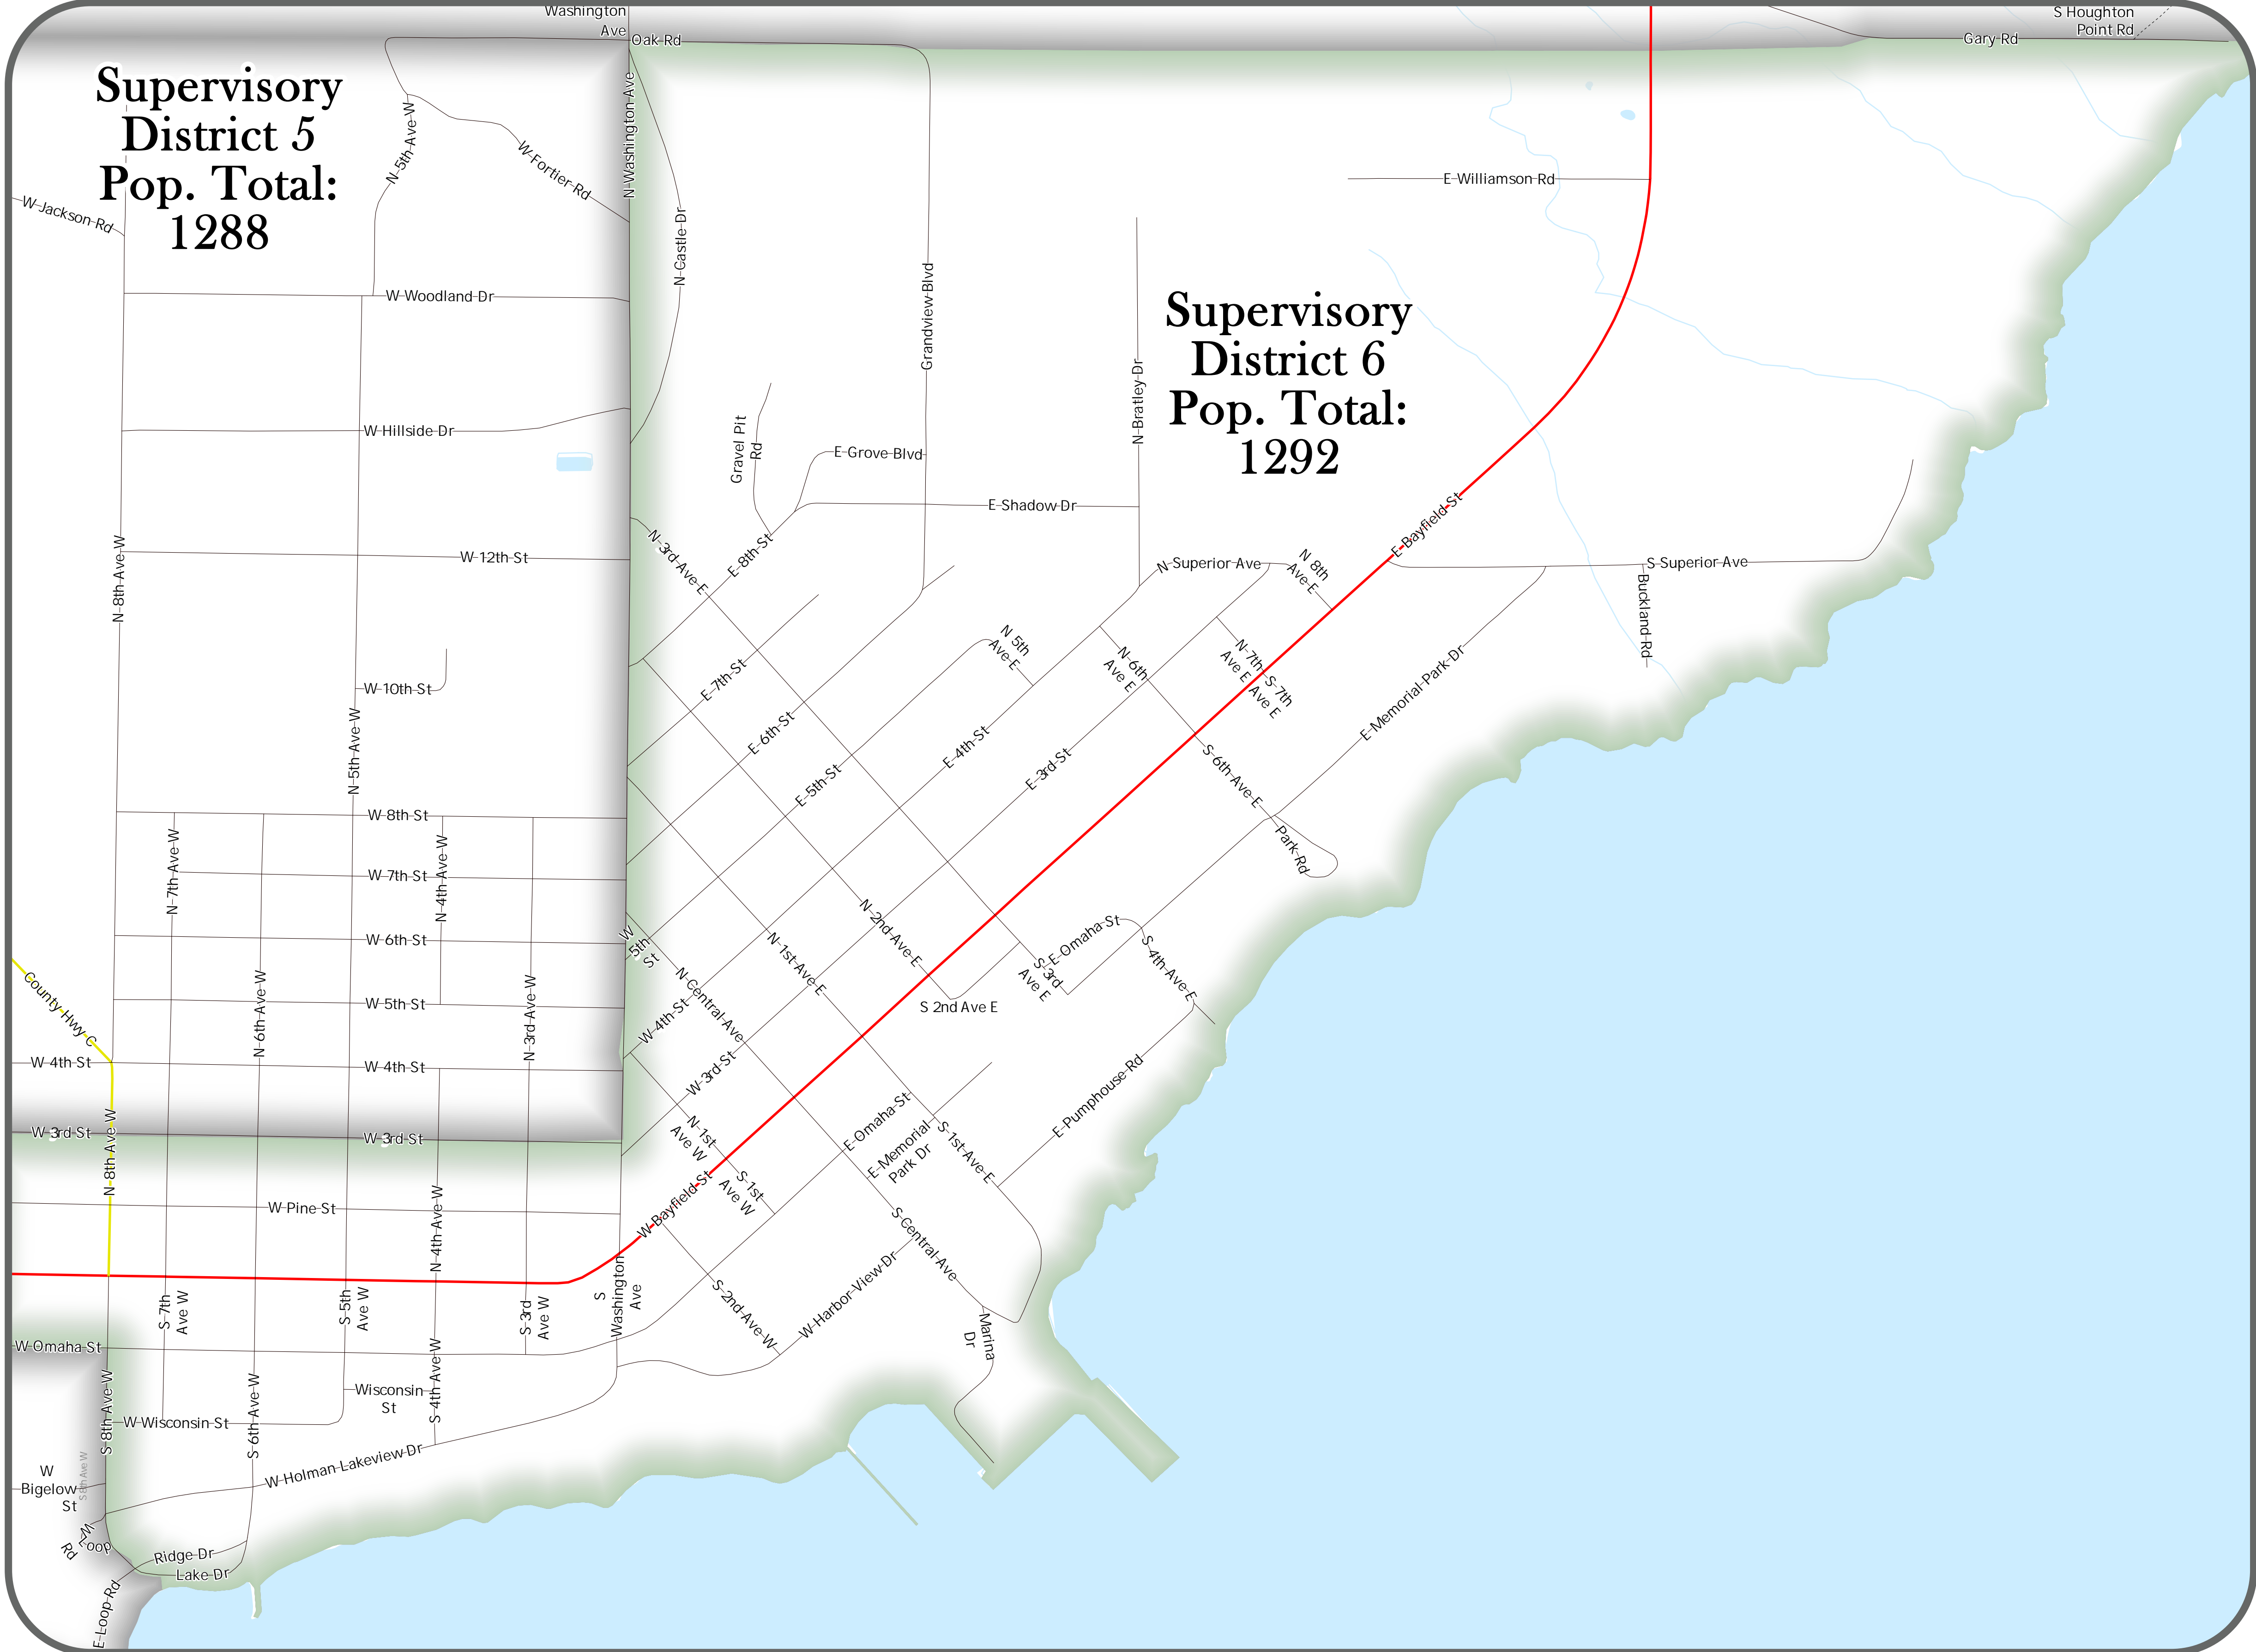 Washington
Ave
Oak Rd
S Houghton
Point Rd
Gary Rd
Supervisory
District 5
Pop. Total:
1288
Supervisory
District 6
Pop. Total:
1292
N 5th Ave W
W Fortier Rd
N Washington Ave
N Castle Dr
E Williamson Rd
W Jackson Rd
W Woodland Dr
Grandview Blvd
N Bratley Dr
W Hillside Dr
Gravel Pit
Rd
E Grove Blvd
E Shadow Dr
E Bayfield St
N 8th Ave W
W 12th St
N 3rd Ave E
E 8th St
N Superior Ave
N 8th
Ave E
S Superior Ave
Buckland Rd
W 10th St
N 5th Ave W
E 7th St
E 6th St
E 5th St
N 5th
Ave E
E 4th St
E 3rd St
N 6th
Ave E
N 7th
Ave E
S 7th
Ave E
S 6th Ave E
E Memorial Park Dr
Park Rd
W 8th St
N 7th Ave W
W 7th St
N 4th Ave W
W 6th St
N 6th Ave W
W 5th St
N 3rd Ave W
W
5th
St
N Central Ave
N 1st Ave E
N 2nd Ave E
S 2nd Ave E
S 3rd
Ave E
E Omaha St
S 4th Ave E
County Hwy C
W 4th St
W 4th St
W 4th St
W 3rd St
E Pumphouse Rd
N 8th Ave W
W 3rd St
W 3rd St
N 1st
Ave W
S 1st
Ave W
E Omaha St
E Memorial
Park Dr
S 1st Ave E
W Pine St
N 4th Ave W
W Bayfield St
S Central Ave
S 7th
Ave W
S 5th
Ave W
S 3rd
Ave W
S
Washington
Ave
S 2nd Ave W
W Harbor View Dr
Marina
Dr
W Omaha St
S 8th Ave W
S 6th Ave W
S 4th Ave W
Wisconsin
St
W Wisconsin St
W Holman Lakeview Dr
W
Bigelow
St
S 8th Ave W
W
Loop
Rd
Ridge Dr
Lake Dr
E Loop Rd